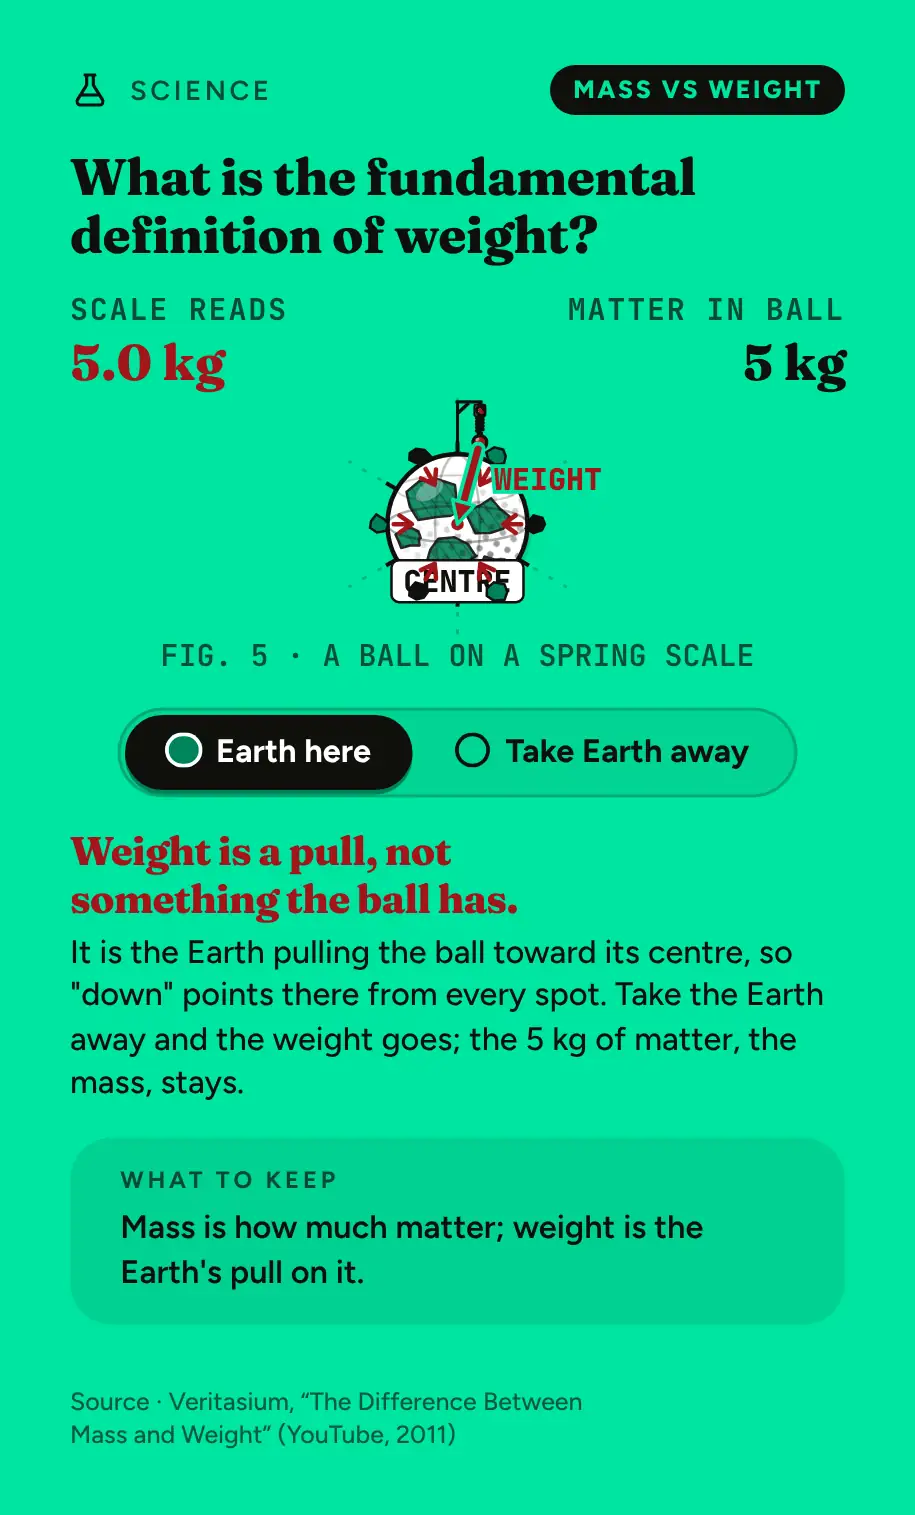 SCIENCE
MASS VS WEIGHT
What is the fundamental
definition of weight?
SCALE READS
MATTER IN BALL
5.0 kg
5 kg
WEIGHT
CENTRE
FIG. 5 · A BALL ON A SPRING SCALE
Earth here
Take Earth away
Weight is a pull, not
something the ball has.
It is the Earth pulling the ball toward its centre, so
"down" points there from every spot. Take the Earth
away and the weight goes; the 5 kg of matter, the
mass, stays.
WHAT TO KEEP
Mass is how much matter; weight is the
Earth's pull on it.
Source · Veritasium, “The Difference Between
Mass and Weight” (YouTube, 2011)